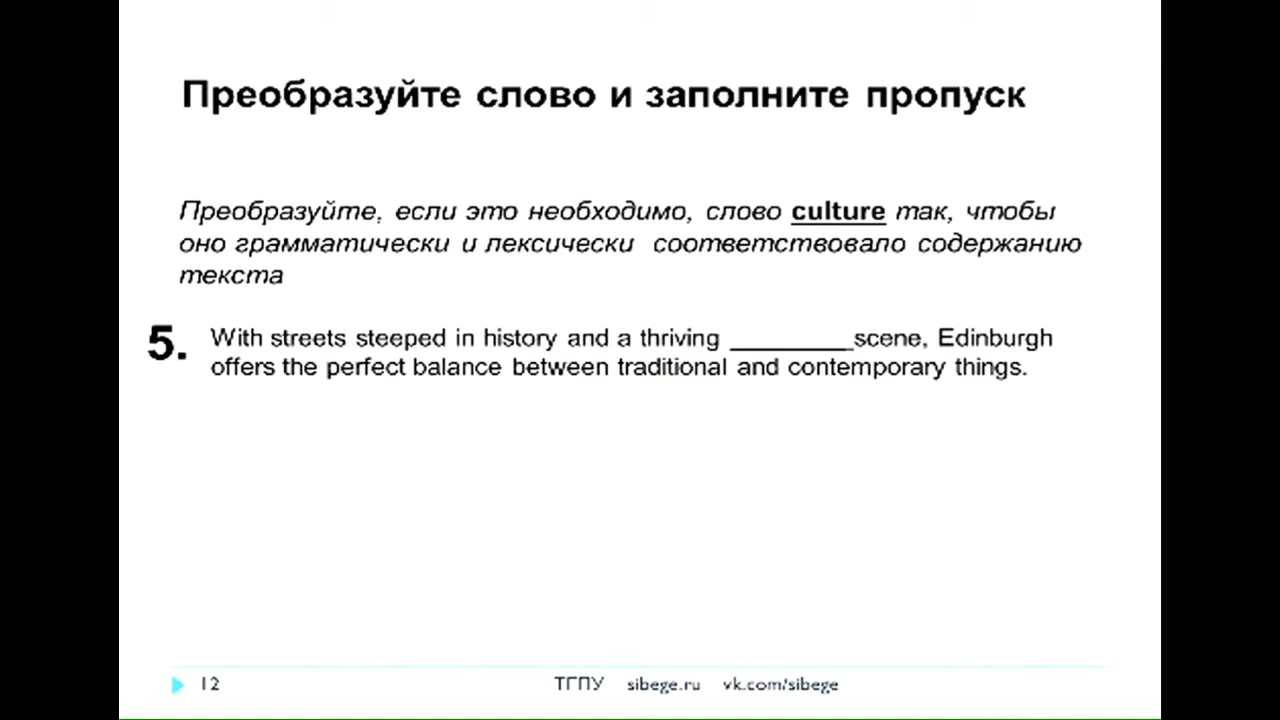 Преобразуйте слово и заполните пропуск
Преобразуйте, если это необходимо, слово culture так, чтобы
оно грамматически и лексически соответствовало содержанию
текста
5. With streets steeped in history and a thriving _________scene, Edinburgh
offers the perfect balance between traditional and contemporary things.
12 ТГПУ sibege.ru vk.com/sibege